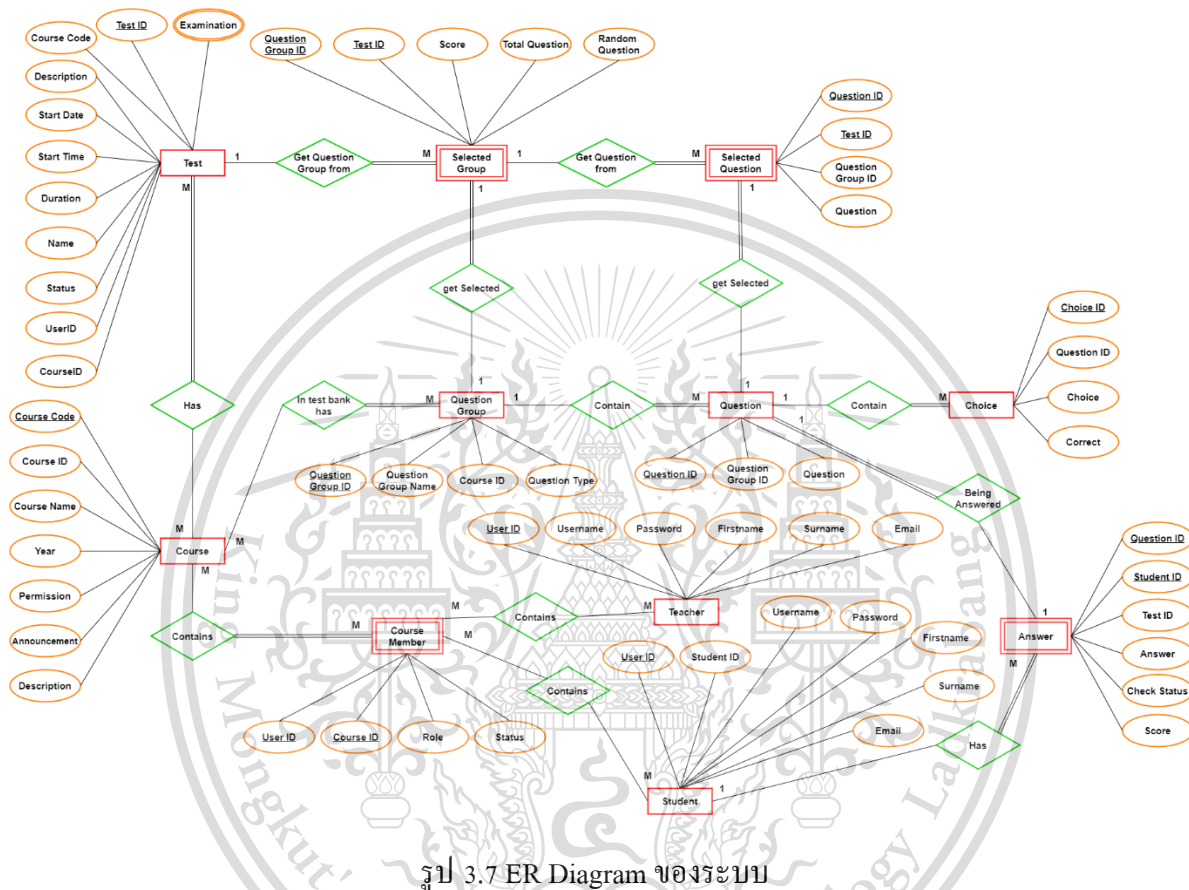 Course Code
Test ID
Examination
Description
Start Date
Start Time
Duration
Name
Status
UserID
CourseID
Test
1
M
Get Question
Group from
M
Question
Group ID
Test ID
Score
Total Question
Random
Question
Selected
Group
1
1
Get Question
from
M
Selected
Question
1
Question ID
Test ID
Question
Group ID
Question
get Selected
get Selected
Has
In test bank
has
M
1
Question
Group
1
Contain
M
1
Question
1
1
Contain
M
Choice
Choice ID
Question ID
Choice
Correct
Question
Group ID
Question
Group Name
Course ID
Question Type
Question ID
Question
Group ID
Question
Being
Answered
Course Code
Course ID
Course Name
Year
Permission
Announcement
Description
M
Course
M
M
Contains
M
Course
Member
M
M
Contains
M
Teacher
User ID
Username
Password
Firstname
Surname
Email
User ID
Course ID
Role
Status
Contains
M
Student
1
User ID
Student ID
Username
Password
Firstname
Surname
Email
Has
1
Answer
M
Question ID
Student ID
Test ID
Answer
Check Status
Score
King Mongkut's
ology Ladkrabang
รูป 3.7 ER Diagram ของระบบ